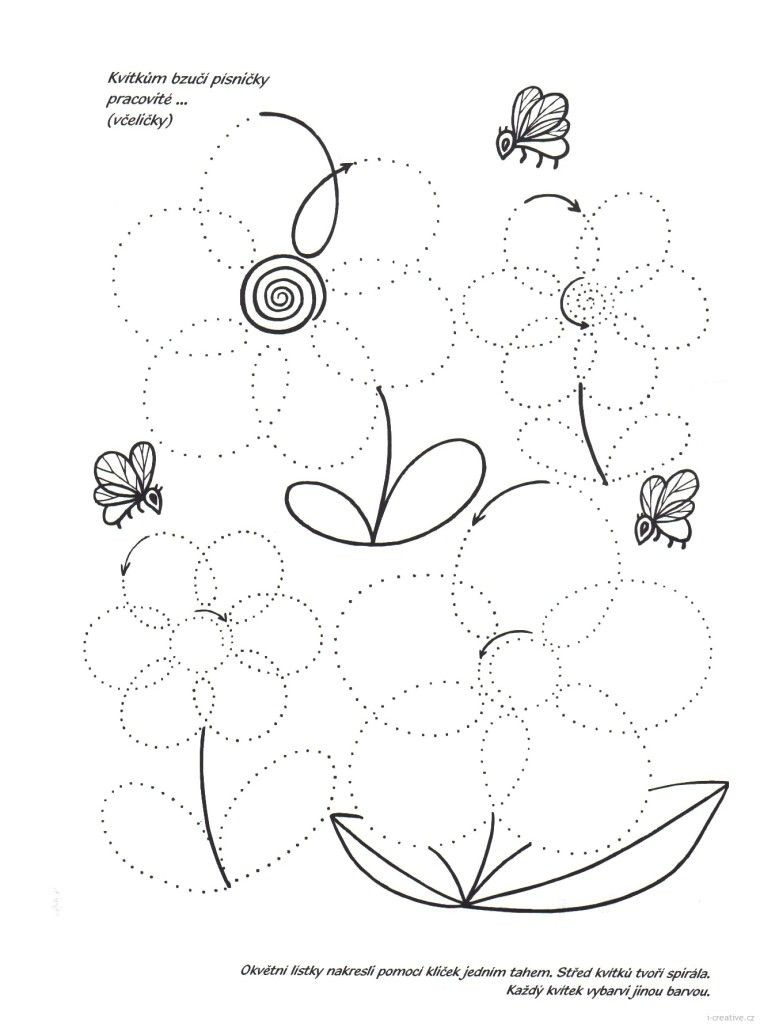 Kvítkům bzučí písničky
pracovité ...
(včeličky)
Okvětní lístky nakresli pomocí kliček jedním tahem. Střed kvítků tvoří spirála.
Každý kvítek vybarvi jinou barvou.
i-creative.cz